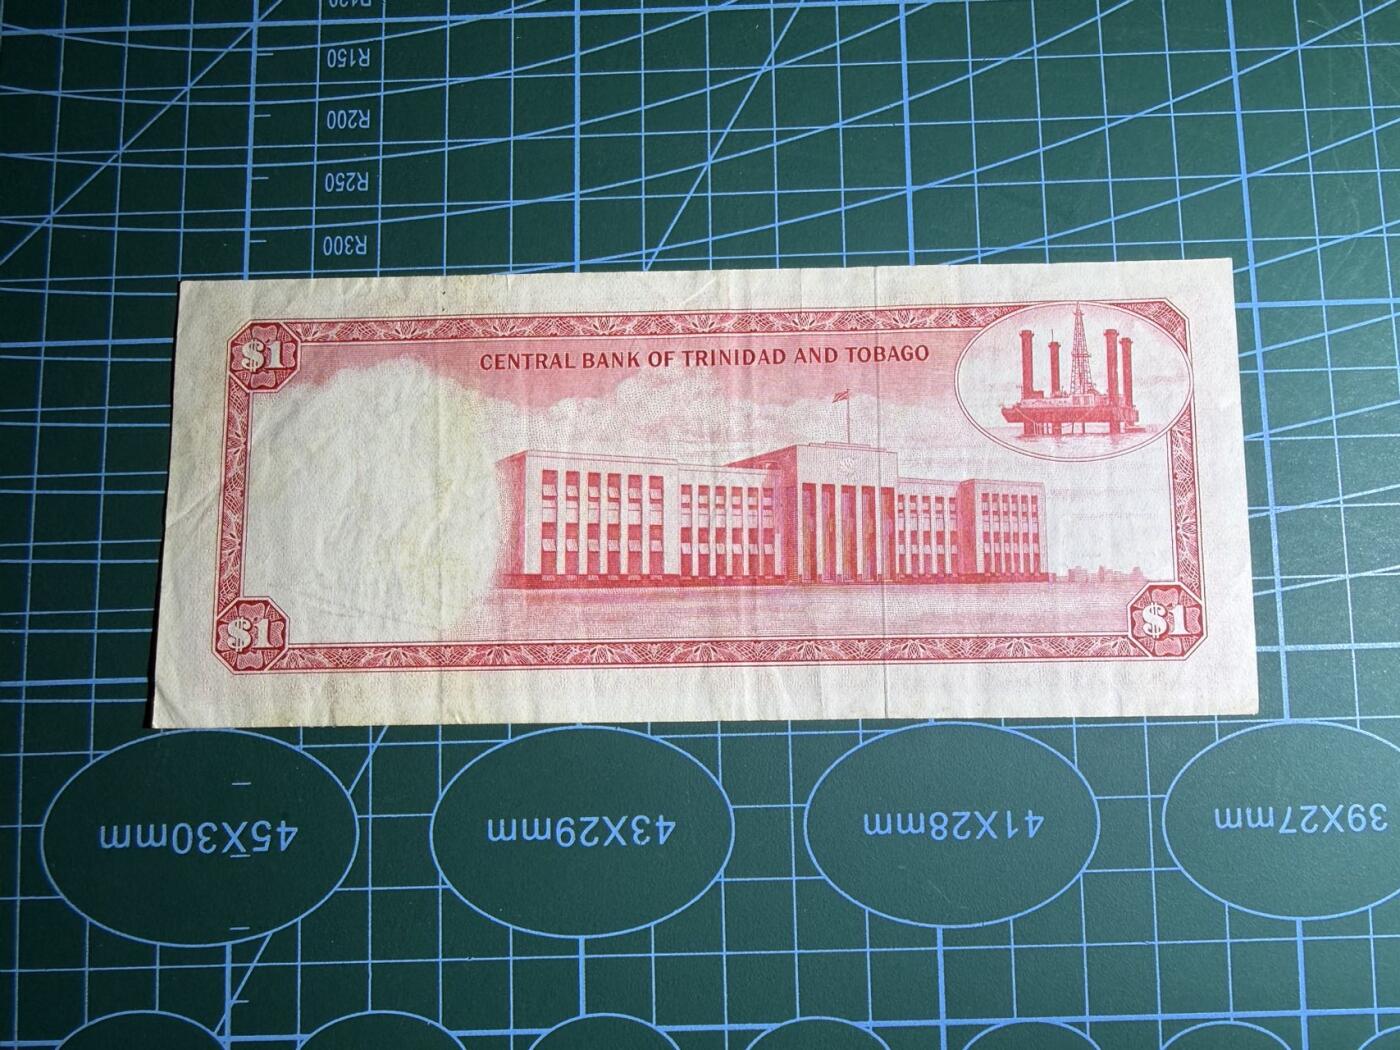 R150
R200
R250
R300
$1
CENTRAL BANK OF TRINIDAD AND TOBAGO
$1
$1
45X30mm
43X29mm
41X28mm
39X27mm